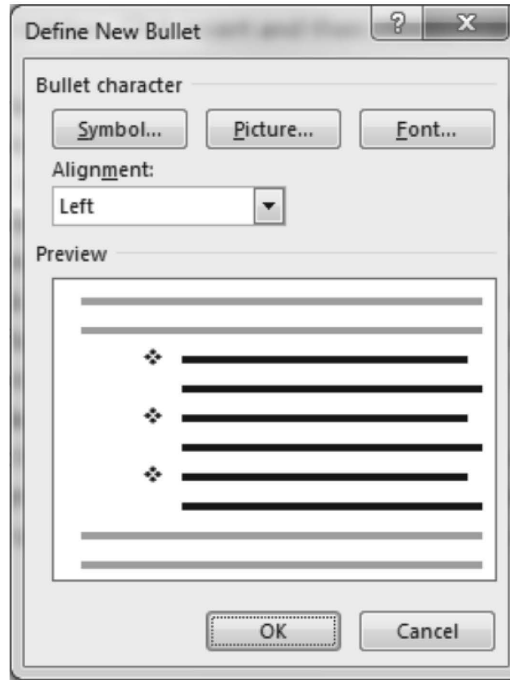 Define New Bullet
?
X
Bullet character
Symbol...
Picture...
Font...
Alignment:
Left
Preview
OK
Cancel